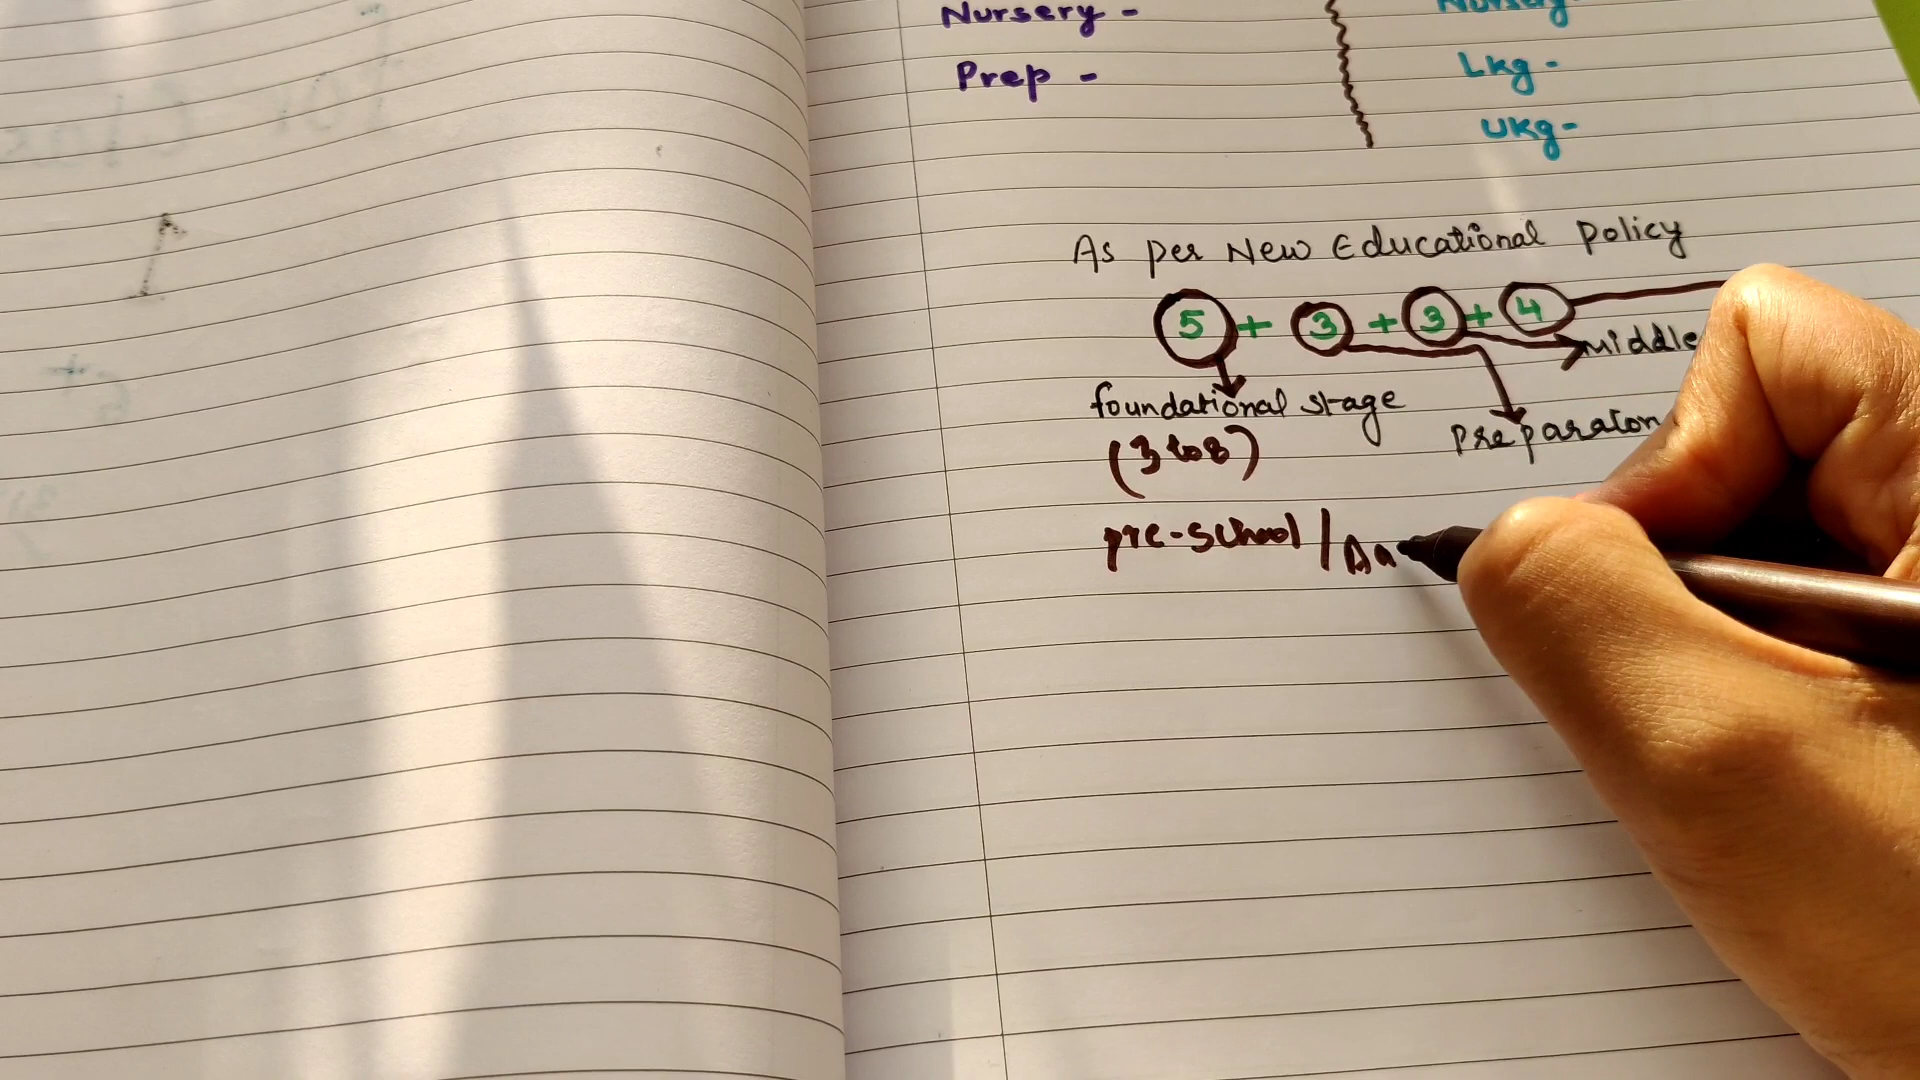 Nursery - Nursery
Prep - Lkg -
Ukg -
As per New Educational policy
5 + 3 + 3 + 4
Middle
foundational stage
(3 to 8)
pre-school /